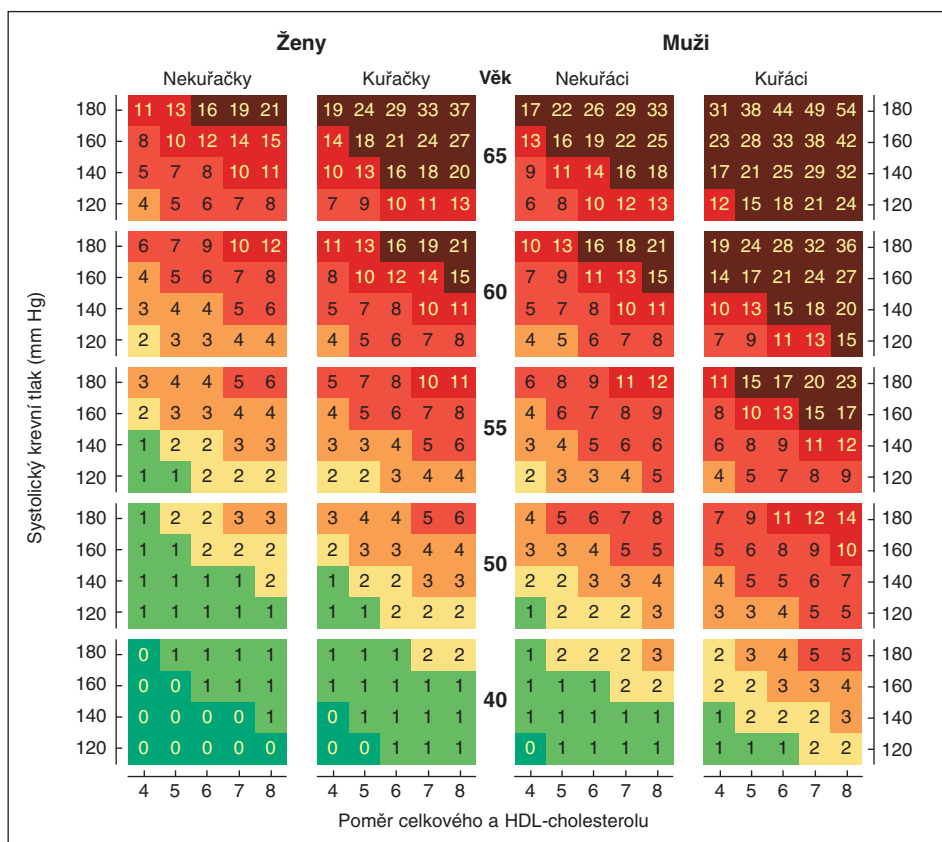 Ženy Muži
Nekuřačky Kuřačky Věk Nekuřáci Kuřáci
180 11 13 16 19 21 19 24 29 33 37 17 22 26 29 33 31 38 44 49 54 180
160 8 10 12 14 15 14 18 21 24 27 13 16 19 22 25 23 28 33 38 42 160
65
140 5 7 8 10 11 10 13 16 18 20 9 11 14 16 18 17 21 25 29 32 140
120 4 5 6 7 8 7 9 10 11 13 6 8 10 12 13 12 15 18 21 24 120
180 6 7 9 10 12 11 13 16 19 21 10 13 16 18 21 19 24 28 32 36 180
160 4 5 6 7 8 8 10 12 14 15 7 9 11 13 15 14 17 21 24 27 160
60
140 3 4 4 5 6 5 7 8 10 11 5 7 8 10 11 10 13 15 18 20 140
120 2 3 3 4 4 4 5 6 7 8 4 5 6 7 8 7 9 11 13 15 120
180 3 4 4 5 6 5 7 8 10 11 6 8 9 11 12 11 15 17 20 23 180
160 2 3 3 4 4 4 5 6 7 8 4 6 7 8 9 8 10 13 15 17 160
55
140 1 2 2 3 3 3 3 4 5 6 3 4 5 6 6 6 8 9 11 12 140
120 1 1 2 2 2 2 2 3 4 4 2 3 3 4 5 4 5 7 8 9 120
180 1 2 2 3 3 3 4 4 5 6 4 5 6 7 8 7 9 11 12 14 180
160 1 1 2 2 2 2 3 3 4 4 3 3 4 5 5 5 6 8 9 10 160
50
140 1 1 1 1 2 1 2 2 3 3 2 2 3 3 4 4 5 5 6 7 140
120 1 1 1 1 1 1 1 2 2 2 1 2 2 2 3 3 3 4 5 5 120
180 0 1 1 1 1 1 1 1 2 2 1 2 2 2 3 2 3 4 5 5 180
160 0 0 1 1 1 1 1 1 1 1 1 1 1 2 2 2 2 3 3 4 160
40
140 0 0 0 0 1 0 1 1 1 1 1 1 1 1 1 1 2 2 2 3 140
120 0 0 0 0 0 0 0 1 1 1 0 1 1 1 1 1 1 1 2 2 120
4 5 6 7 8 4 5 6 7 8 4 5 6 7 8 4 5 6 7 8
Poměr celkového a HDL-cholesterolu
Systolický krevní tlak (mm Hg)